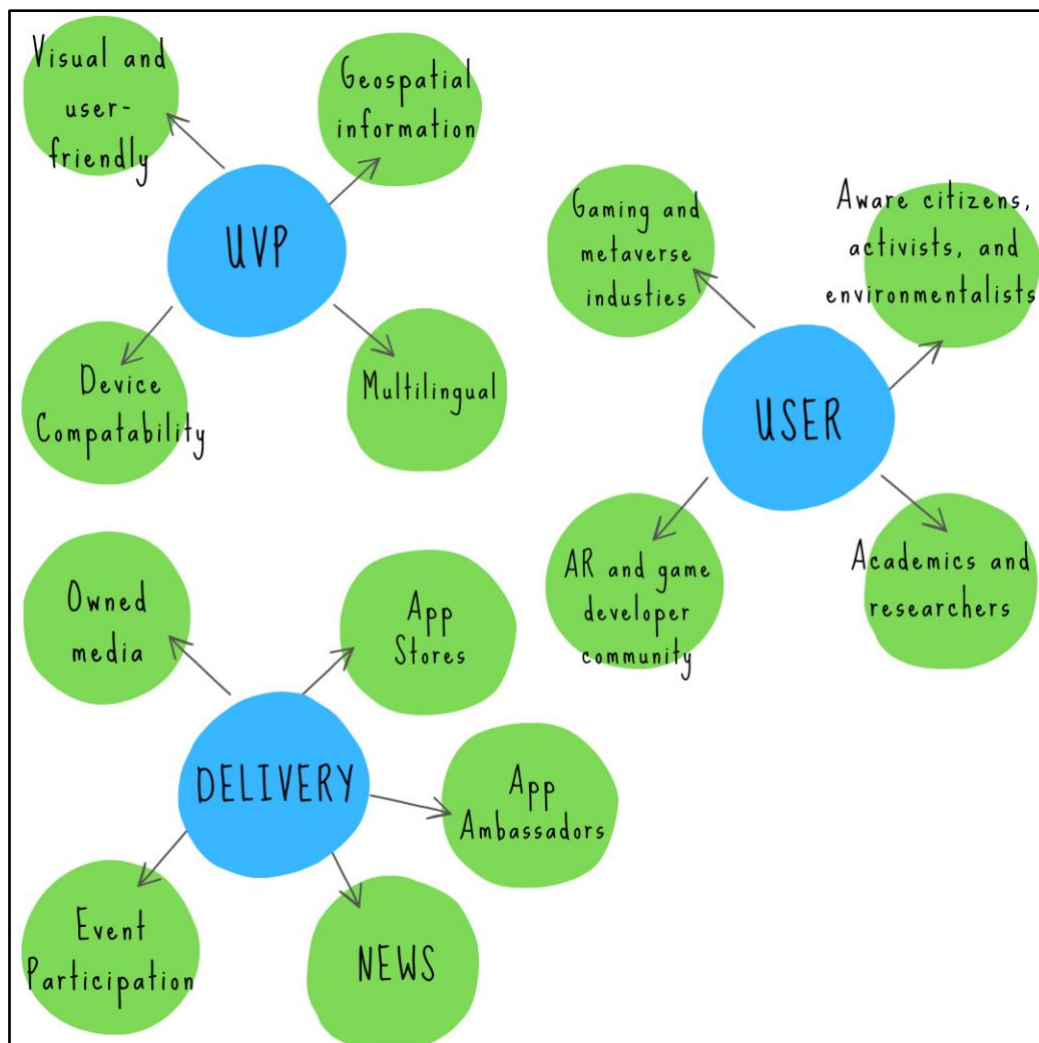 Visual and
user-
friendly
Geospatial
information
UVP
Device
Compatability
Multilingual
Gaming and
metaverse
industies
Aware citizens,
activists, and
environmentalists
USER
AR and game
developer
community
Academics and
researchers
Owned
media
App
Stores
DELIVERY
App
Ambassadors
Event
Participation
NEWS